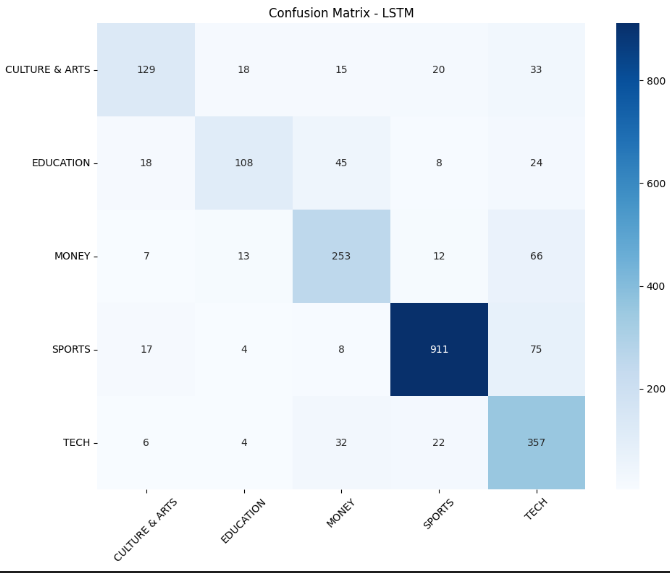 Confusion Matrix - LSTM
CULTURE & ARTS 129 18 15 20 33
EDUCATION 18 108 45 8 24
MONEY 7 13 253 12 66
SPORTS 17 4 8 911 75
TECH 6 4 32 22 357
CULTURE & ARTS EDUCATION MONEY SPORTS TECH
800
600
400
200